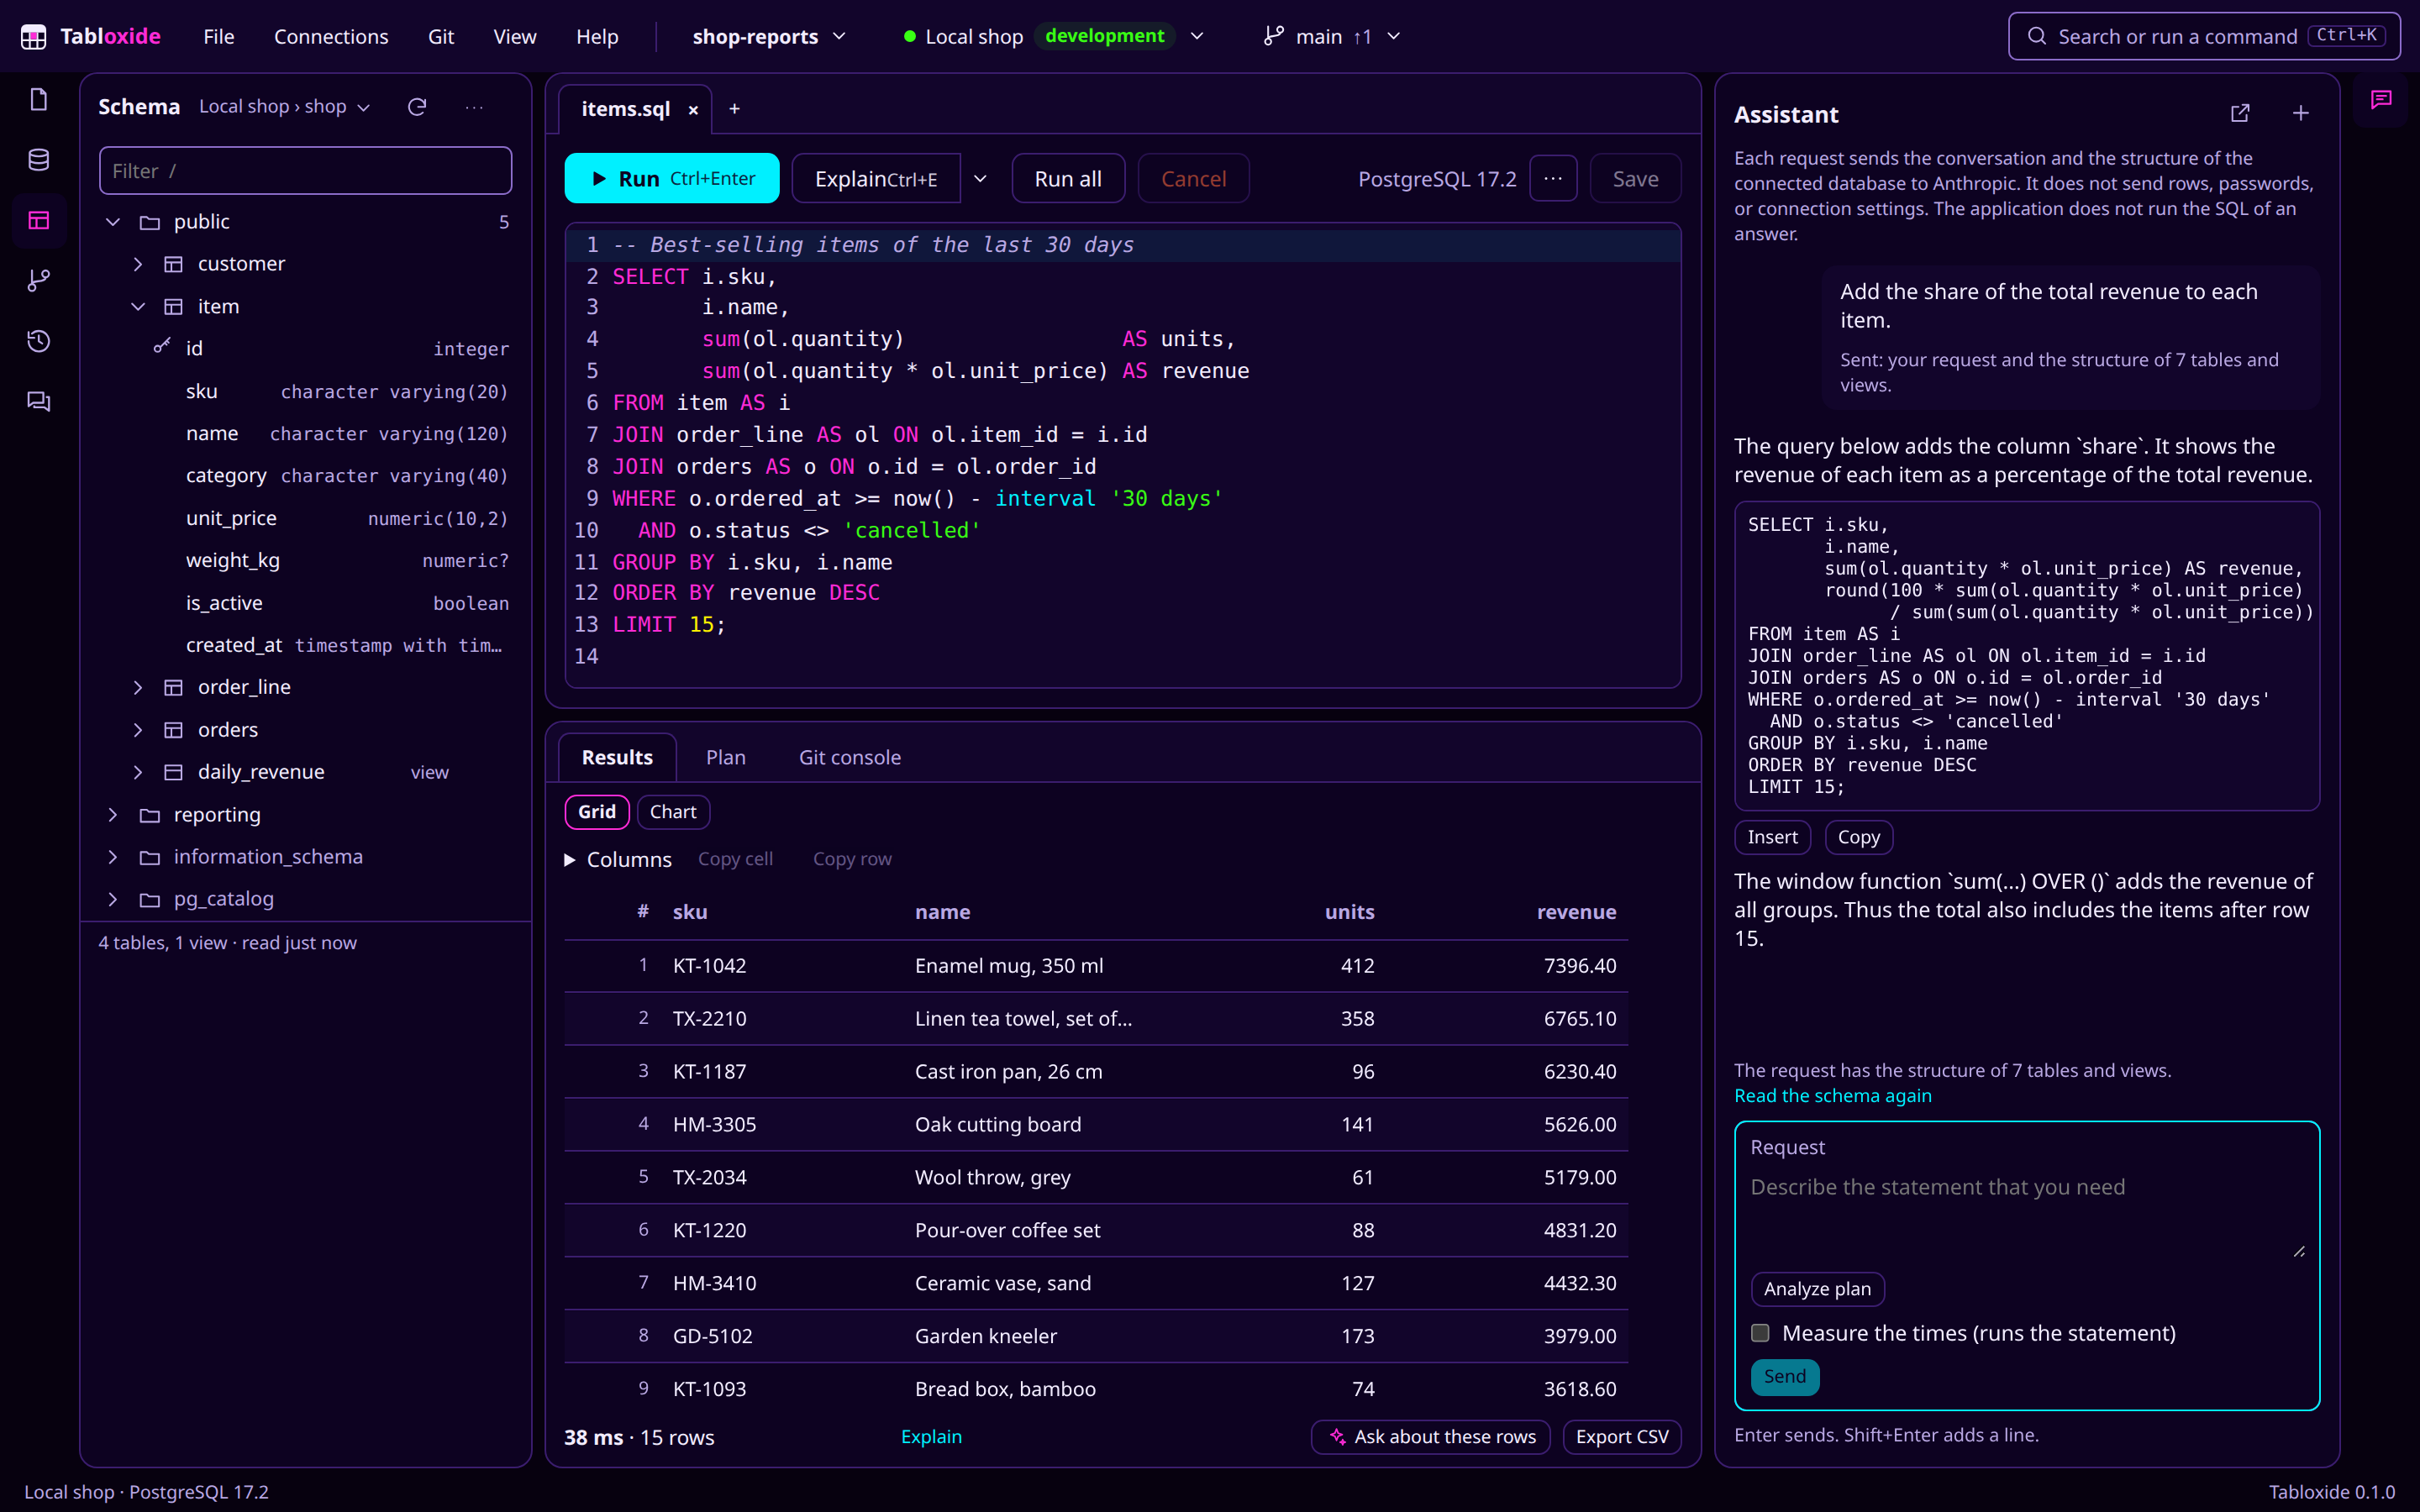 Tabloxide File Connections Git View Help shop-reports Local shop development main ↑1 Search or run a command Ctrl+K
Schema Local shop › shop ···
Filter /
public 5
customer
item
id integer
sku character varying(20)
name character varying(120)
category character varying(40)
unit_price numeric(10,2)
weight_kg numeric?
is_active boolean
created_at timestamp with tim…
order_line
orders
daily_revenue view
reporting
information_schema
pg_catalog
4 tables, 1 view · read just now
items.sql × +
Run Ctrl+Enter Explain Ctrl+E Run all Cancel PostgreSQL 17.2 ··· Save
1 -- Best-selling items of the last 30 days
2 SELECT i.sku,
3 i.name,
4 sum(ol.quantity) AS units,
5 sum(ol.quantity * ol.unit_price) AS revenue
6 FROM item AS i
7 JOIN order_line AS ol ON ol.item_id = i.id
8 JOIN orders AS o ON o.id = ol.order_id
9 WHERE o.ordered_at >= now() - interval '30 days'
10 AND o.status <> 'cancelled'
11 GROUP BY i.sku, i.name
12 ORDER BY revenue DESC
13 LIMIT 15;
14
Results Plan Git console
Grid Chart
Columns Copy cell Copy row
# sku name units revenue
1 KT-1042 Enamel mug, 350 ml 412 7396.40
2 TX-2210 Linen tea towel, set of… 358 6765.10
3 KT-1187 Cast iron pan, 26 cm 96 6230.40
4 HM-3305 Oak cutting board 141 5626.00
5 TX-2034 Wool throw, grey 61 5179.00
6 KT-1220 Pour-over coffee set 88 4831.20
7 HM-3410 Ceramic vase, sand 127 4432.30
8 GD-5102 Garden kneeler 173 3979.00
9 KT-1093 Bread box, bamboo 74 3618.60
38 ms · 15 rows Explain Ask about these rows Export CSV
Assistant
Each request sends the conversation and the structure of the
connected database to Anthropic. It does not send rows, passwords,
or connection settings. The application does not run the SQL of an
answer.
Add the share of the total revenue to each
item.
Sent: your request and the structure of 7 tables and
views.
The query below adds the column `share`. It shows the
revenue of each item as a percentage of the total revenue.
SELECT i.sku,
i.name,
sum(ol.quantity * ol.unit_price) AS revenue,
round(100 * sum(ol.quantity * ol.unit_price)
/ sum(sum(ol.quantity * ol.unit_price))
FROM item AS i
JOIN order_line AS ol ON ol.item_id = i.id
JOIN orders AS o ON o.id = ol.order_id
WHERE o.ordered_at >= now() - interval '30 days'
AND o.status <> 'cancelled'
GROUP BY i.sku, i.name
ORDER BY revenue DESC
LIMIT 15;
Insert Copy
The window function `sum(…) OVER ()` adds the revenue of
all groups. Thus the total also includes the items after row
15.
The request has the structure of 7 tables and views.
Read the schema again
Request
Describe the statement that you need
Analyze plan
Measure the times (runs the statement)
Send
Enter sends. Shift+Enter adds a line.
Local shop · PostgreSQL 17.2 Tabloxide 0.1.0